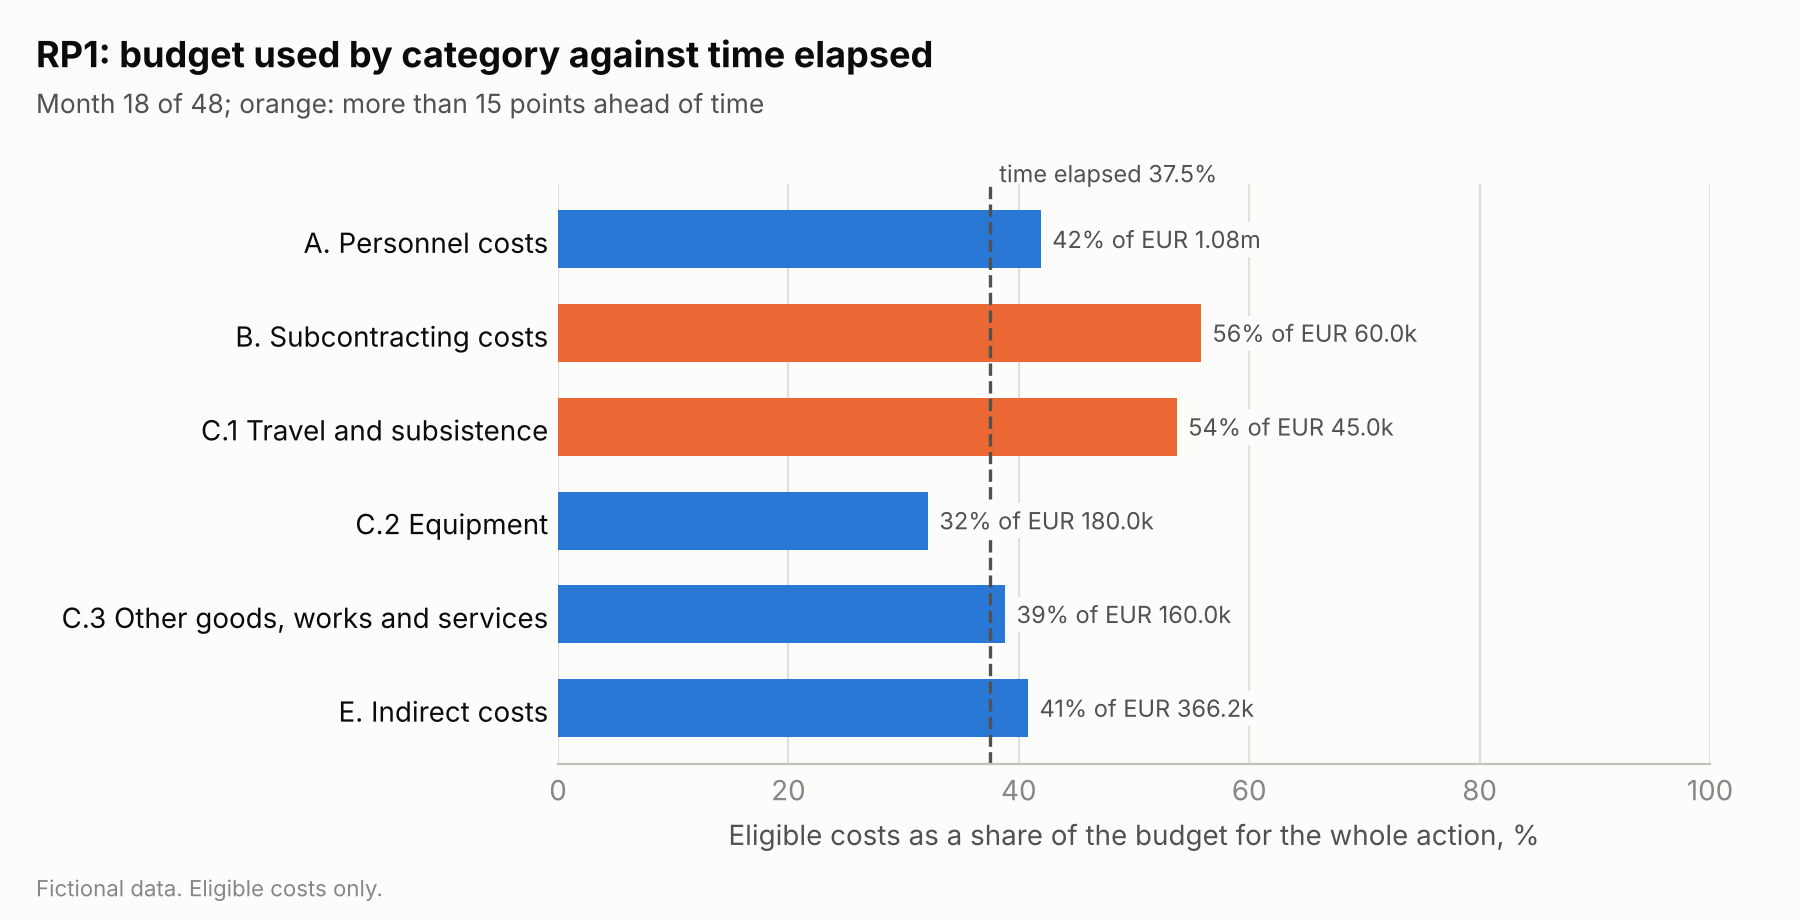 RP1: budget used by category against time elapsed
Month 18 of 48; orange: more than 15 points ahead of time
time elapsed 37.5%
A. Personnel costs
42% of EUR 1.08m
B. Subcontracting costs
56% of EUR 60.0k
C.1 Travel and subsistence
54% of EUR 45.0k
C.2 Equipment
32% of EUR 180.0k
C.3 Other goods, works and services
39% of EUR 160.0k
E. Indirect costs
41% of EUR 366.2k
0 20 40 60 80 100
Eligible costs as a share of the budget for the whole action, %
Fictional data. Eligible costs only.